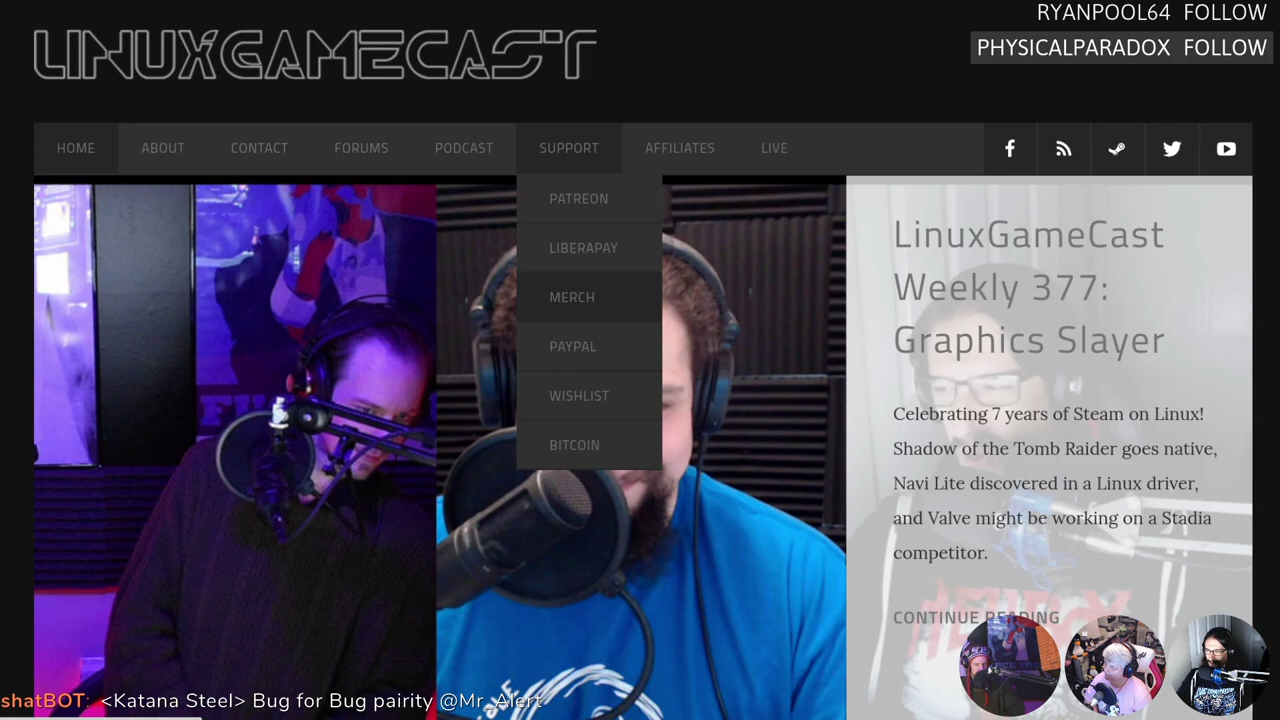 RYANPOOL64 FOLLOW
PHYSICALPARADOX FOLLOW
LINUXGAMECAST
HOME ABOUT CONTACT FORUMS PODCAST SUPPORT AFFILIATES LIVE
PATREON
LIBERAPAY
MERCH
PAYPAL
WISHLIST
BITCOIN
LinuxGameCast
Weekly 377:
Graphics Slayer
Celebrating 7 years of Steam on Linux!
Shadow of the Tomb Raider goes native,
Navi Lite discovered in a Linux driver,
and Valve might be working on a Stadia
competitor.
CONTINUE READING
shatBOT: <Katana Steel> Bug for Bug pairity @Mr_Alert